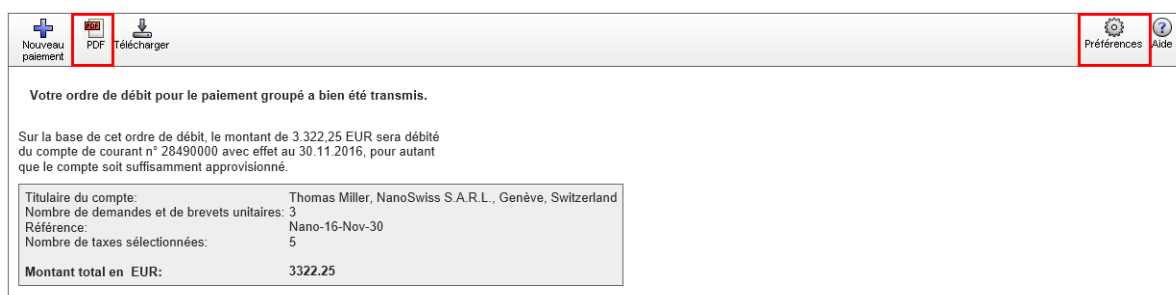 Nouveau paiement
PDF
PDF
Télécharger
Préférences
Aide
Votre ordre de débit pour le paiement groupé a bien été transmis.
Sur la base de cet ordre de débit, le montant de 3.322,25 EUR sera débité
du compte de courant n° 28490000 avec effet au 30.11.2016, pour autant
que le compte soit suffisamment approvisionné.
Titulaire du compte: Thomas Miller, NanoSwiss S.A.R.L., Genève, Switzerland
Nombre de demandes et de brevets unitaires: 3
Référence: Nano-16-Nov-30
Nombre de taxes sélectionnées: 5
Montant total en EUR: 3322.25